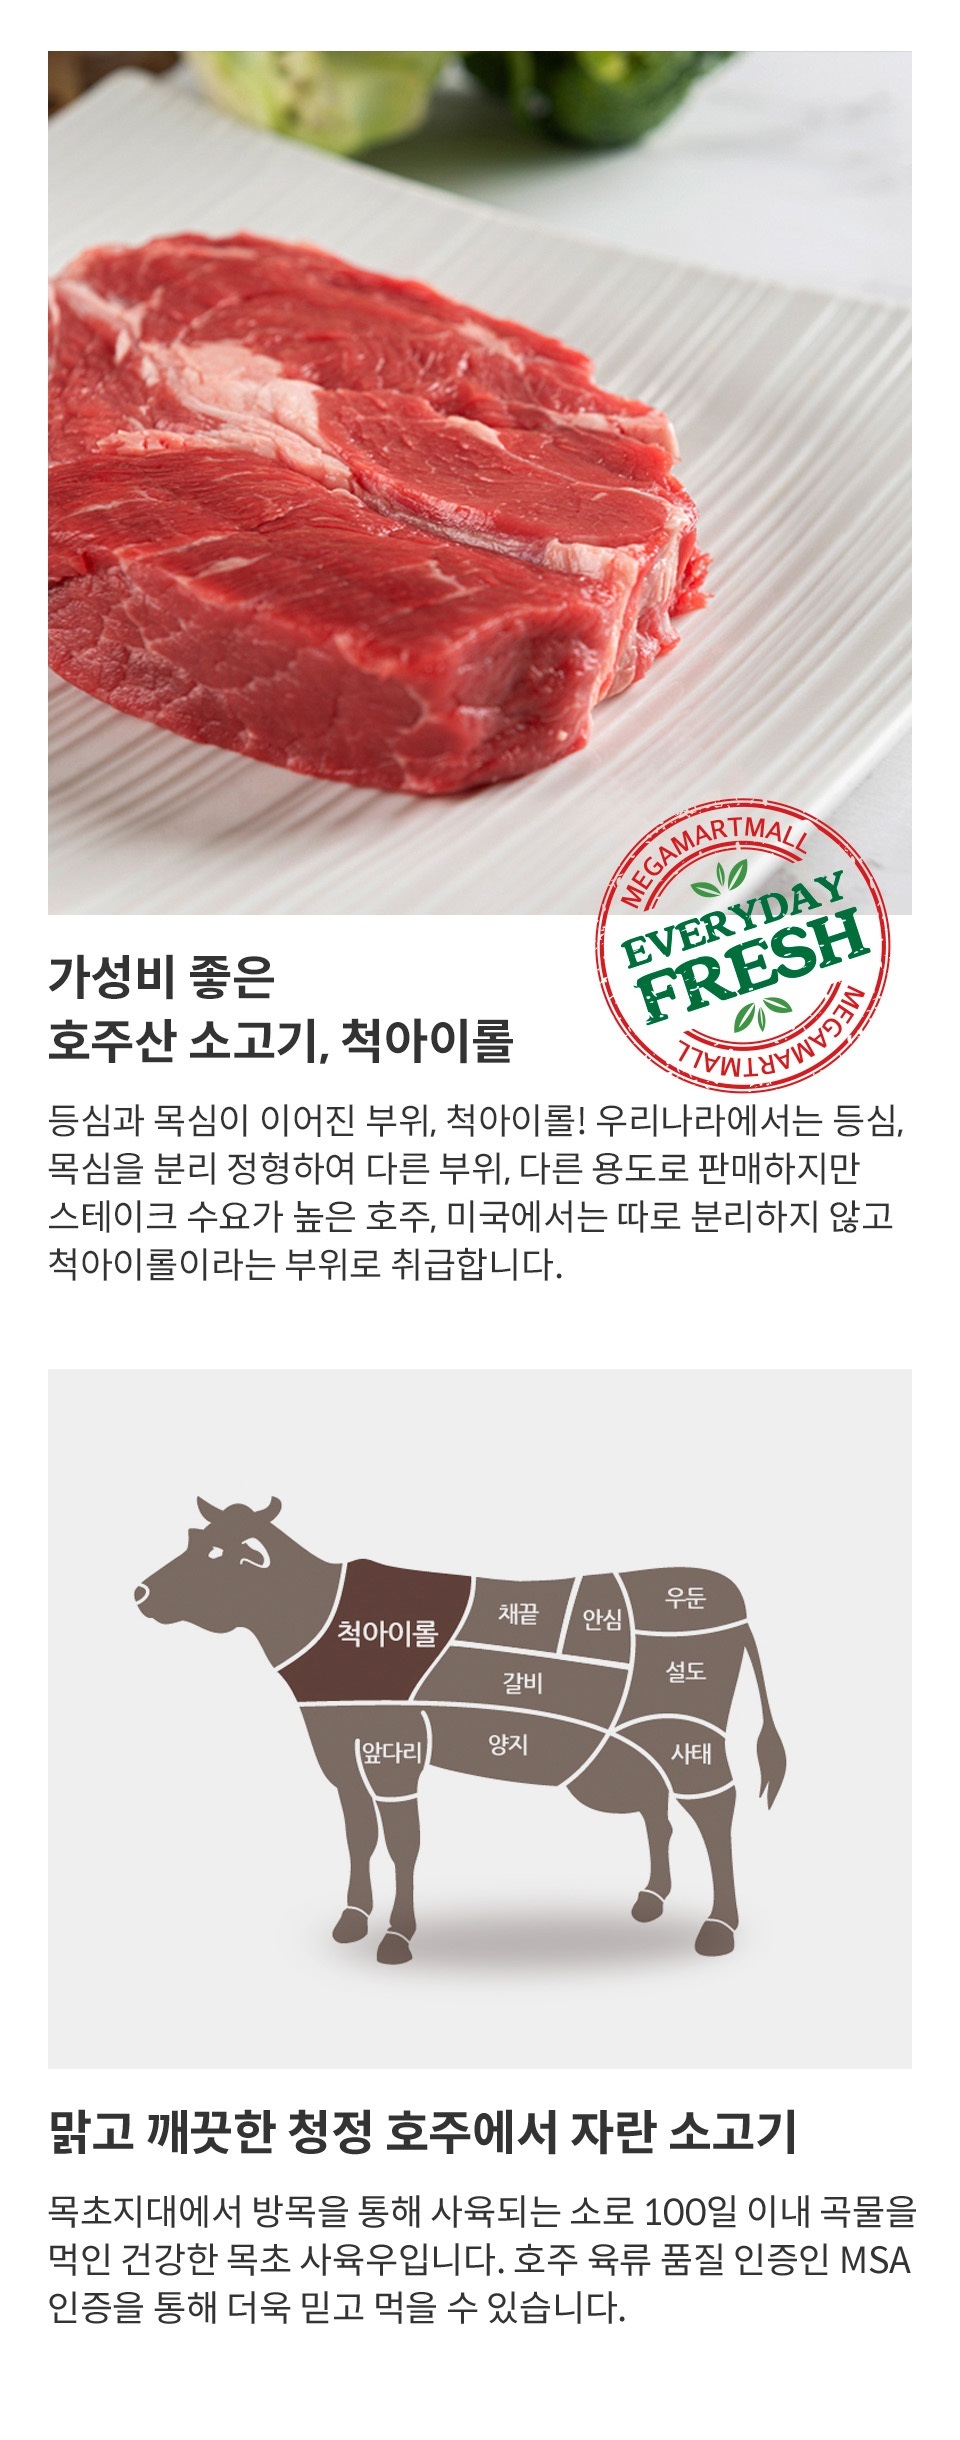 MEGAMARTMALL
EVERYDAY
FRESH
MEGAMARTMALL
가성비 좋은
호주산 소고기, 척아이롤
등심과 목심이 이어진 부위, 척아이롤! 우리나라에서는 등심,
목심을 분리 정형하여 다른 부위, 다른 용도로 판매하지만
스테이크 수요가 높은 호주, 미국에서는 따로 분리하지 않고
척아이롤이라는 부위로 취급합니다.
척아이롤
채끝
안심
우둔
갈비
설도
앞다리
양지
사태
맑고 깨끗한 청정 호주에서 자란 소고기
목초지대에서 방목을 통해 사육되는 소로 100일 이내 곡물을
먹인 건강한 목초 사육우입니다. 호주 육류 품질 인증인 MSA
인증을 통해 더욱 믿고 먹을 수 있습니다.